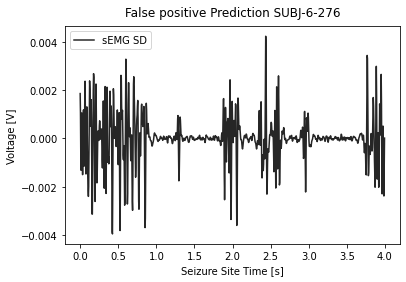 False positive Prediction SUBJ-6-276
sEMG SD
0.004
0.002
0.000
−0.002
−0.004
Voltage [V]
0.0 0.5 1.0 1.5 2.0 2.5 3.0 3.5 4.0
Seizure Site Time [s]